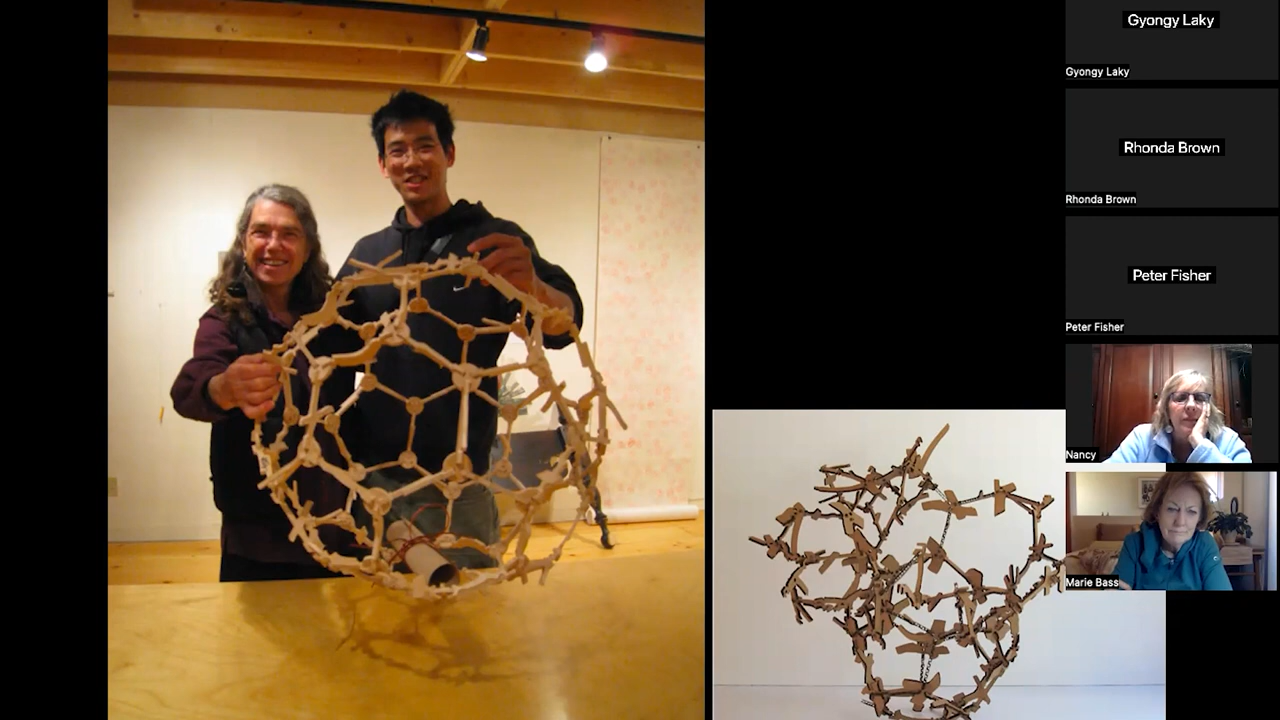 Gyongy Laky
Gyongy Laky
Rhonda Brown
Rhonda Brown
Peter Fisher
Peter Fisher
Nancy
Marie Bass